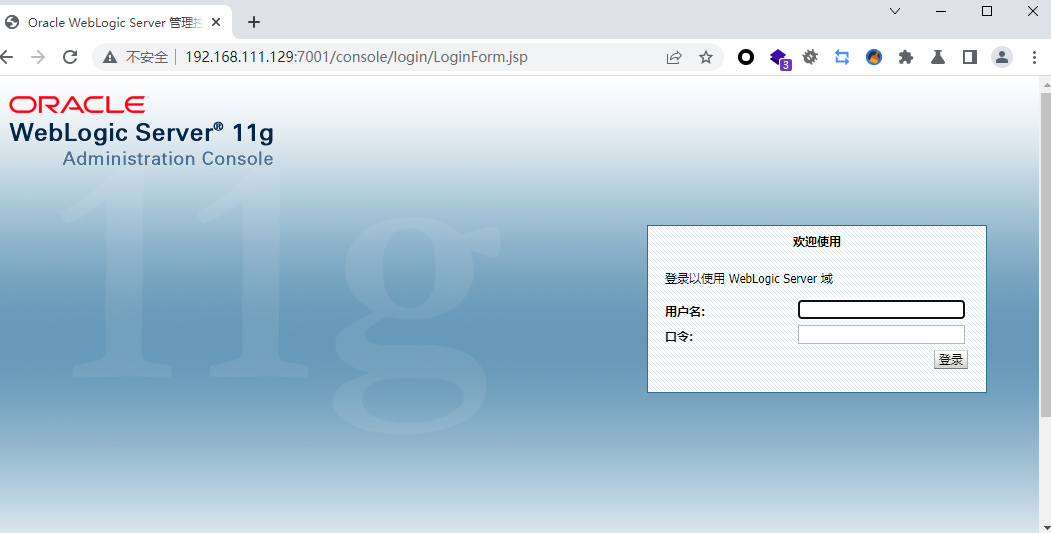 Oracle WebLogic Server 管理控
不安全
192.168.111.129:7001/console/login/LoginForm.jsp
3
ORACLE
WebLogic Server® 11g
Administration Console
11g
欢迎使用
登录以使用 WebLogic Server 域
用户名:
口令:
登录